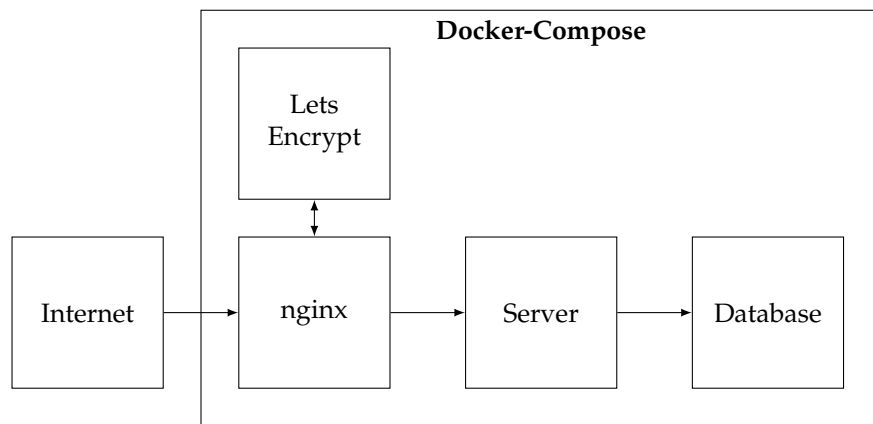 Docker-Compose
Lets
Encrypt
Internet
nginx
Server
Database